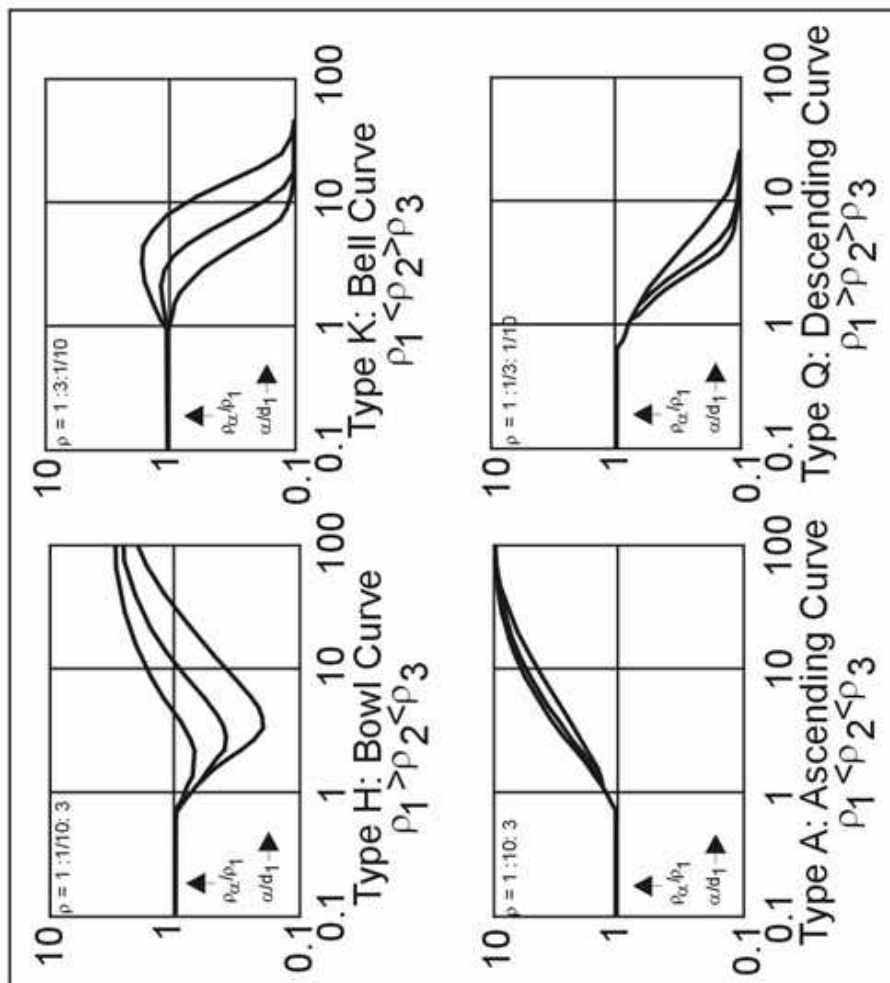 10
1
0.1
ρ = 1 :1/10: 3
ρα/ρ1
α/d1
0.1 1 10 100
Type H: Bowl Curve
ρ1 >ρ2<ρ3
10
1
0.1
ρ = 1 :3:1/10
ρα/ρ1
α/d1
0.1 1 10 100
Type K: Bell Curve
ρ1 <ρ2>ρ3
10
1
0.1
ρ = 1 :10: 3
ρα/ρ1
α/d1
0.1 1 10 100
Type A: Ascending Curve
ρ1 <ρ2<ρ3
10
1
0.1
ρ = 1 :1/3: 1/10
ρα/ρ1
α/d1
0.1 1 10 100
Type Q: Descending Curve
ρ1 >ρ2>ρ3